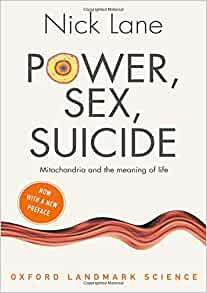 Nick Lane
POWER,
SEX,
SUICIDE
Mitochondria and the meaning of life
NOW
WITH A NEW
PREFACE
OXFORD LANDMARK SCIENCE